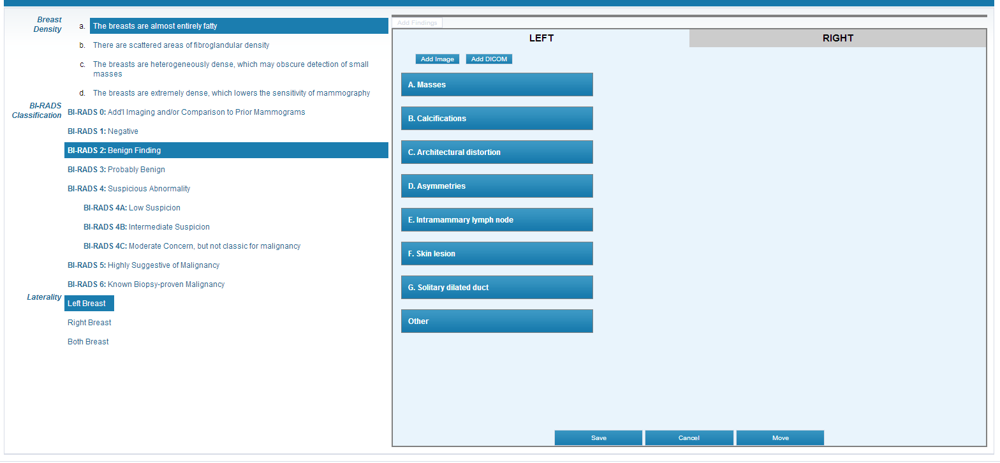 Breast
Density
a. The breasts are almost entirely fatty
b. There are scattered areas of fibroglandular density
c. The breasts are heterogeneously dense, which may obscure detection of small
masses
d. The breasts are extremely dense, which lowers the sensitivity of mammography
BI-RADS
Classification
BI-RADS 0: Add'l Imaging and/or Comparison to Prior Mammograms
BI-RADS 1: Negative
BI-RADS 2: Benign Finding
BI-RADS 3: Probably Benign
BI-RADS 4: Suspicious Abnormality
BI-RADS 4A: Low Suspicion
BI-RADS 4B: Intermediate Suspicion
BI-RADS 4C: Moderate Concern, but not classic for malignancy
BI-RADS 5: Highly Suggestive of Malignancy
BI-RADS 6: Known Biopsy-proven Malignancy
Laterality
Left Breast
Right Breast
Both Breast
Add Findings
LEFT
RIGHT
Add Image
Add DICOM
A. Masses
B. Calcifications
C. Architectural distortion
D. Asymmetries
E. Intramammary lymph node
F. Skin lesion
G. Solitary dilated duct
Other
Save
Cancel
Move